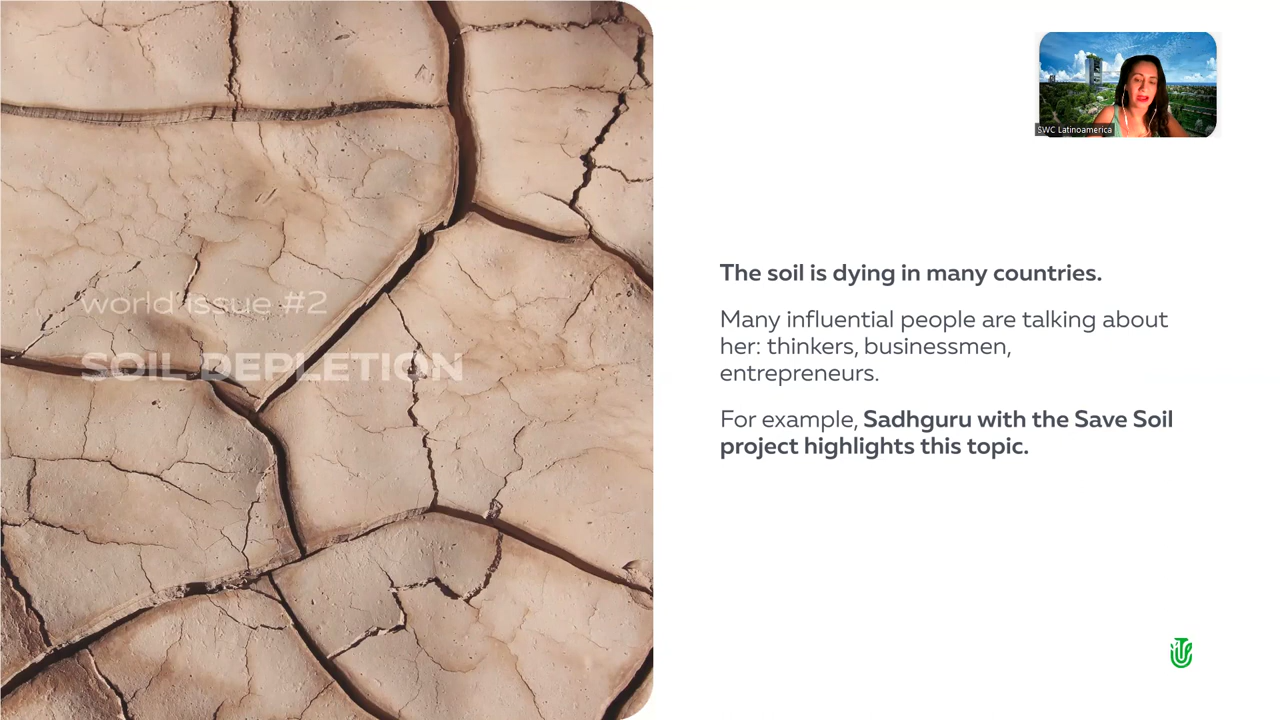 world issue #2
SOIL DEPLETION
SWC Latinoamerica
The soil is dying in many countries.
Many influential people are talking about
her: thinkers, businessmen,
entrepreneurs.
For example, Sadhguru with the Save Soil
project highlights this topic.